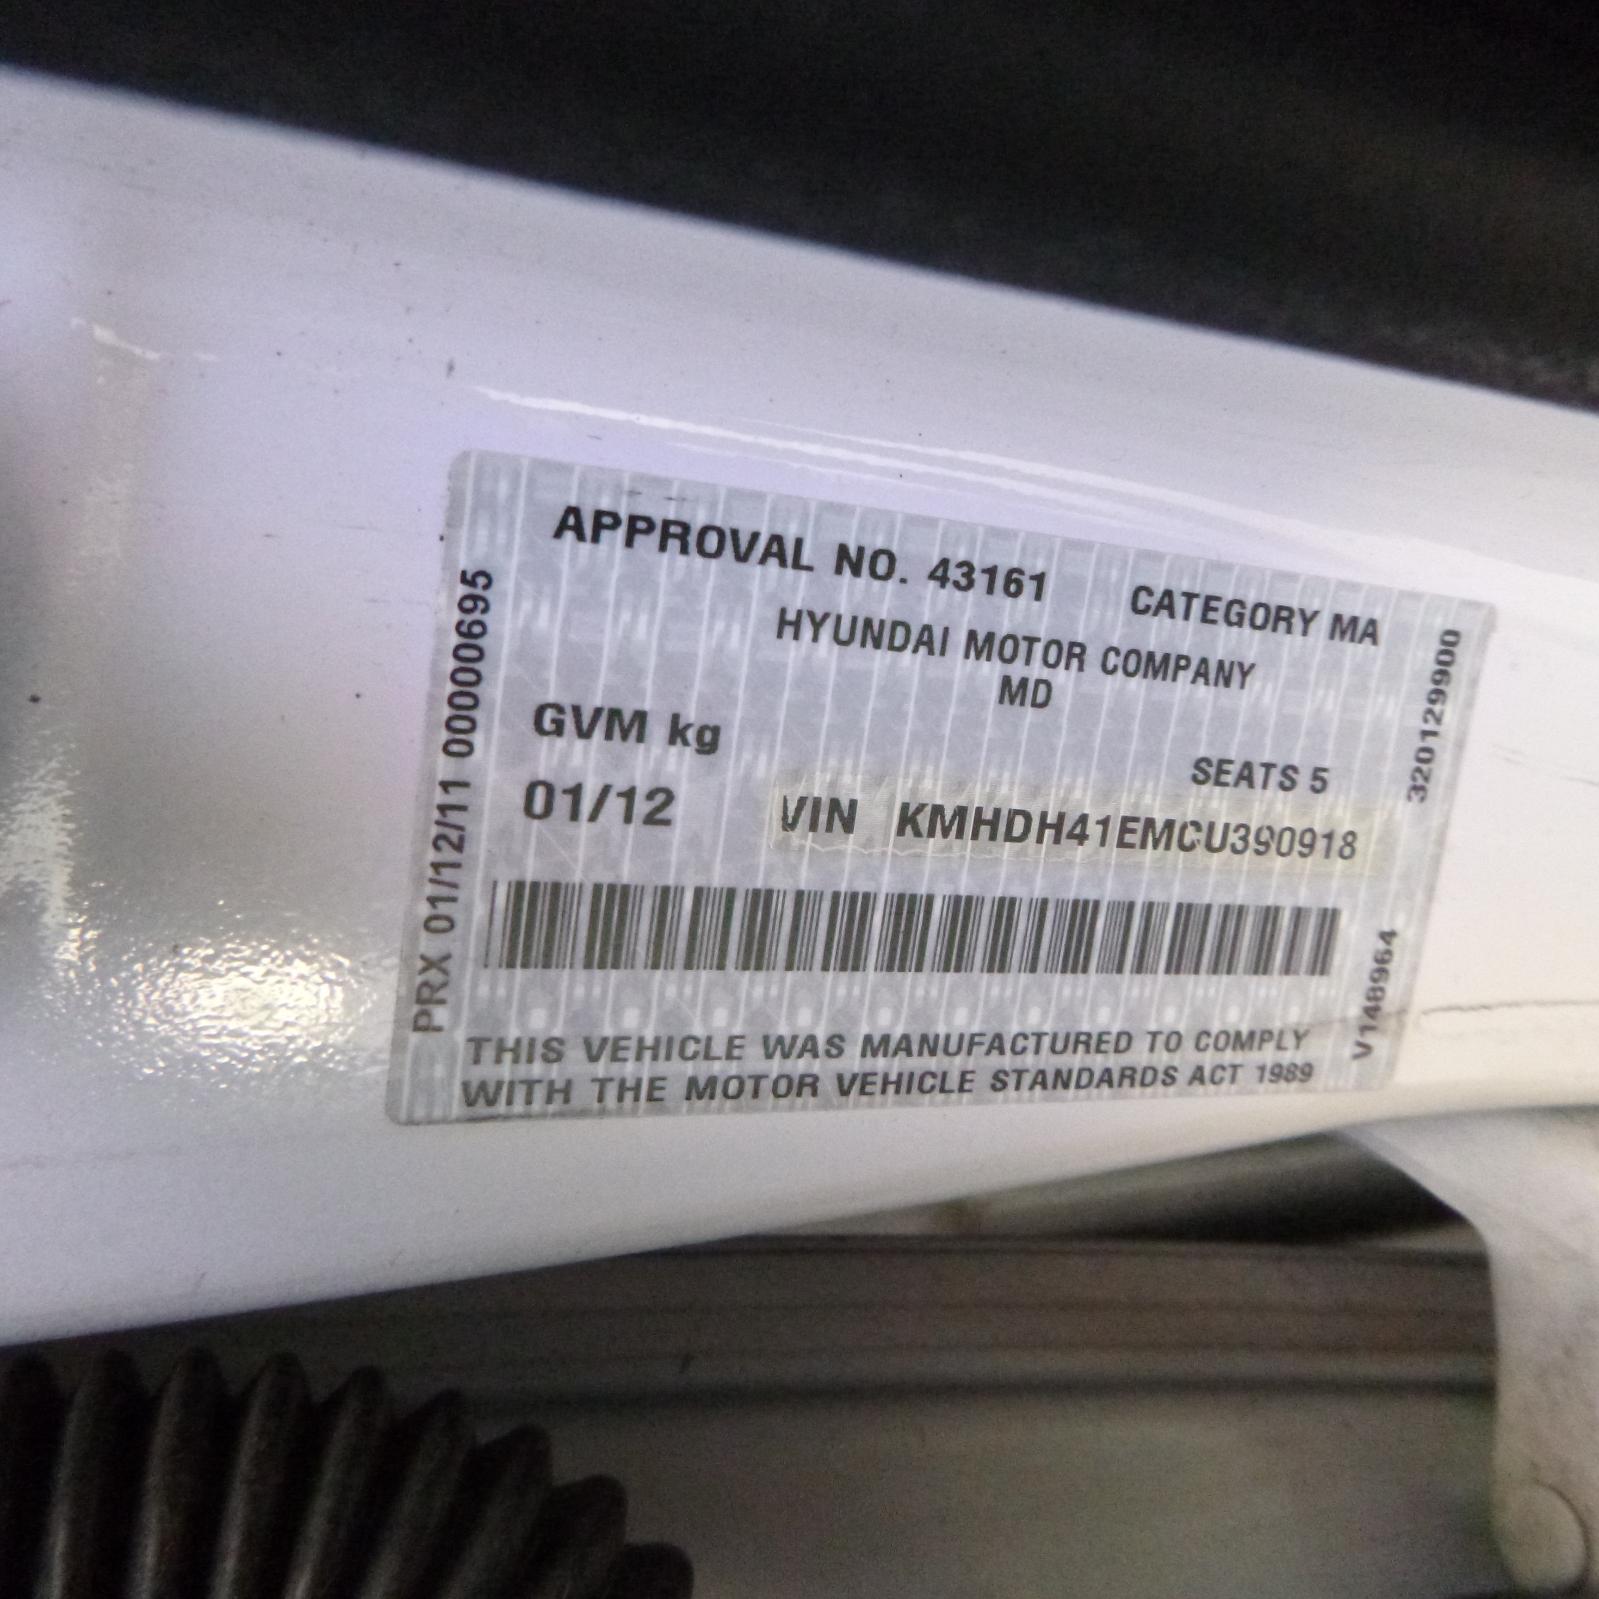 APPROVAL NO. 43161 CATEGORY MA
HYUNDAI MOTOR COMPANY
MD
GVM kg
SEATS 5
01/12 VIN KMHDH41EMCU390918
THIS VEHICLE WAS MANUFACTURED TO COMPLY
WITH THE MOTOR VEHICLE STANDARDS ACT 1989
PRX 01/12/11 00000695
320129900
V148964